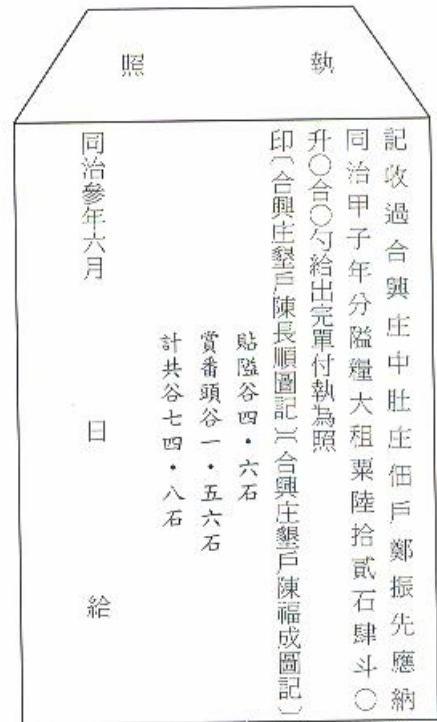 執照
記收過合興庄中肚庄佃戶鄭振先應納
同治甲子年分隘糧大租粟陸拾貳石肆斗〇
升〇合〇勺給出完單付執為照
印〔合興庄墾戶陳長順圖記〕〔合興庄墾戶陳福成圖記〕
貼隘谷四・六石
賞番頭谷一・五六石
計共谷七四・八石
同治參年六月 日 給